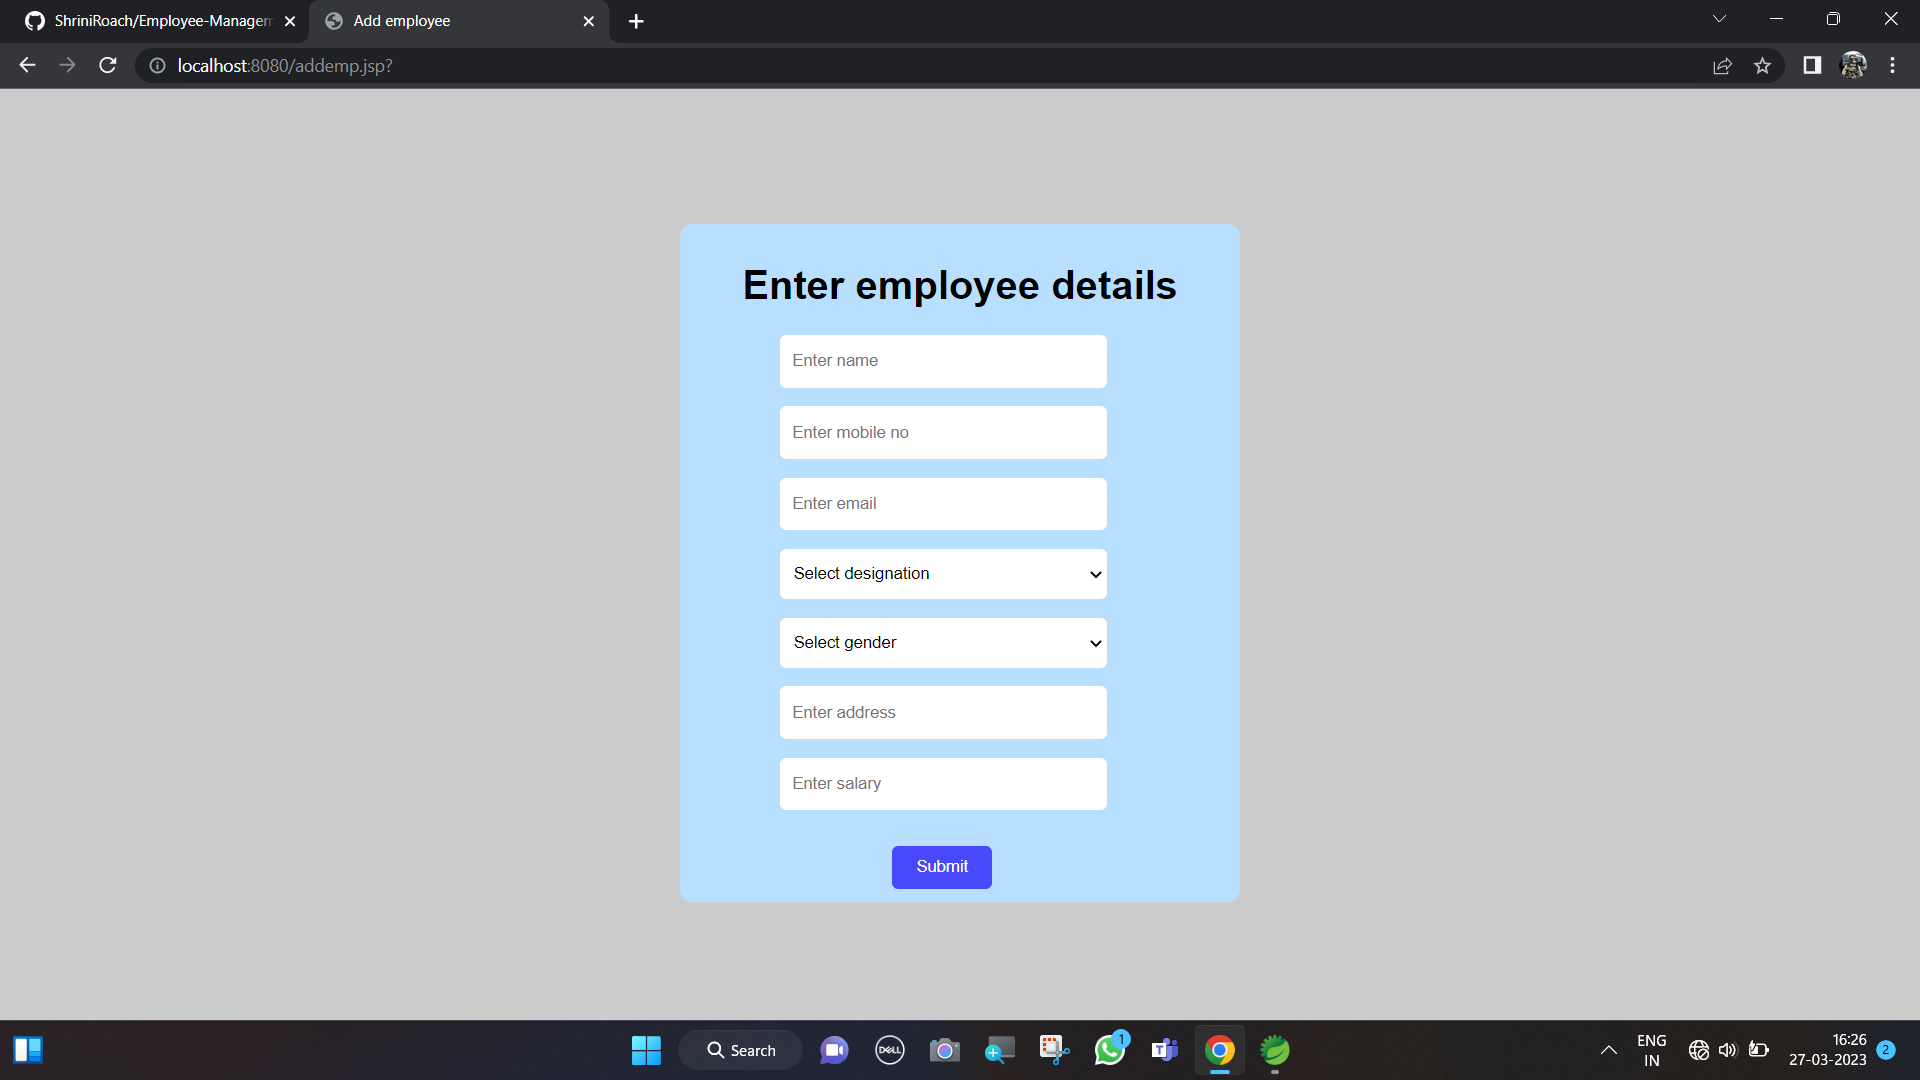 ShriniRoach/Employee-Managem
Add employee
localhost:8080/addemp.jsp?
Enter employee details
Enter name
Enter mobile no
Enter email
Select designation
Select gender
Enter address
Enter salary
Submit
Search
DELL
1
T
ENG
IN
16:26
27-03-2023
2